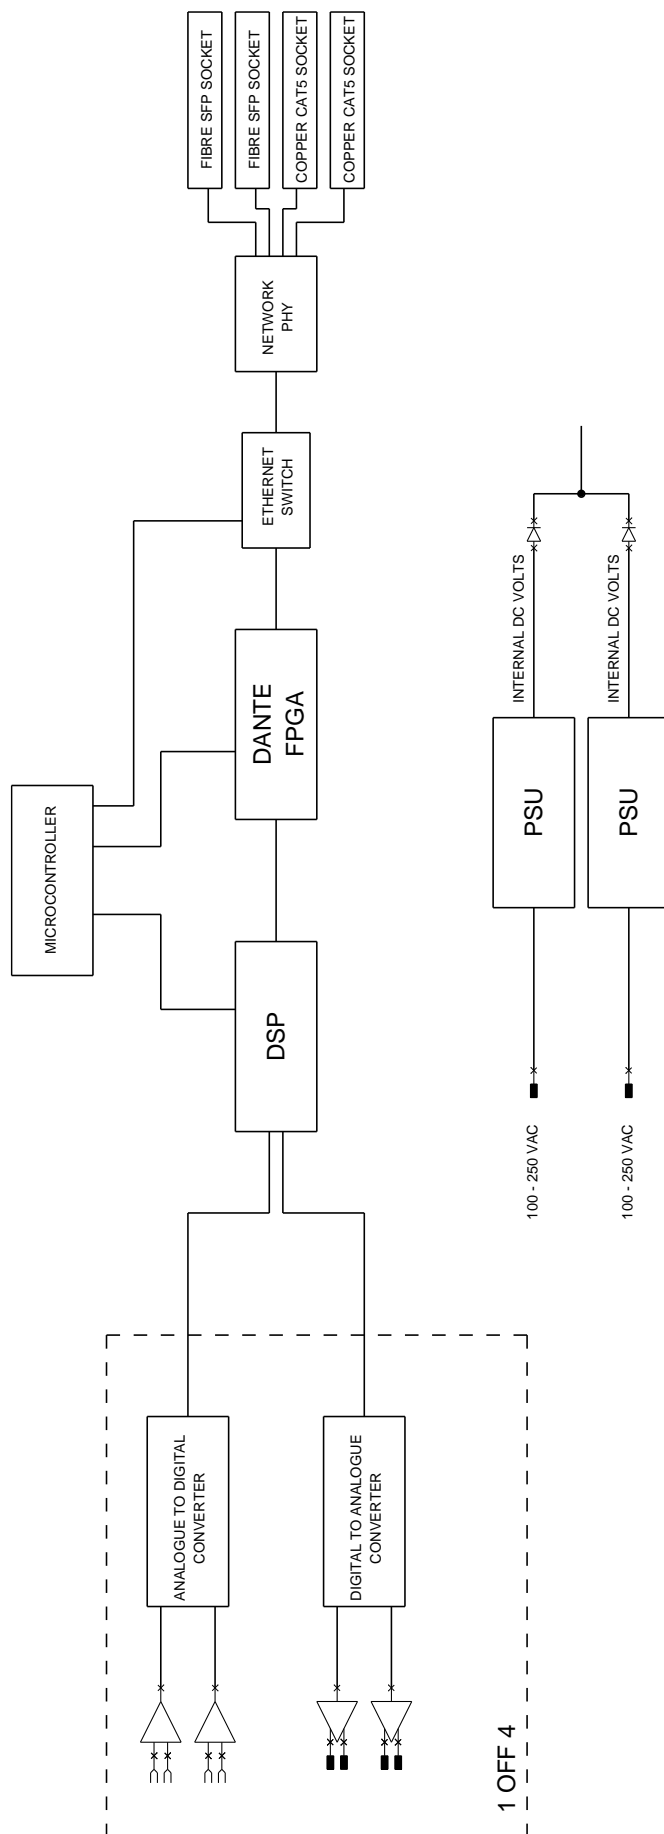 FIBRE SFP SOCKET
FIBRE SFP SOCKET
COPPER CAT5 SOCKET
COPPER CAT5 SOCKET
NETWORK
PHY
ETHERNET
SWITCH
DANTE
FPGA
MICROCONTROLLER
DSP
ANALOGUE TO DIGITAL
CONVERTER
DIGITAL TO ANALOGUE
CONVERTER
1 OFF 4
INTERNAL DC VOLTS
INTERNAL DC VOLTS
PSU
PSU
100 - 250 VAC
100 - 250 VAC